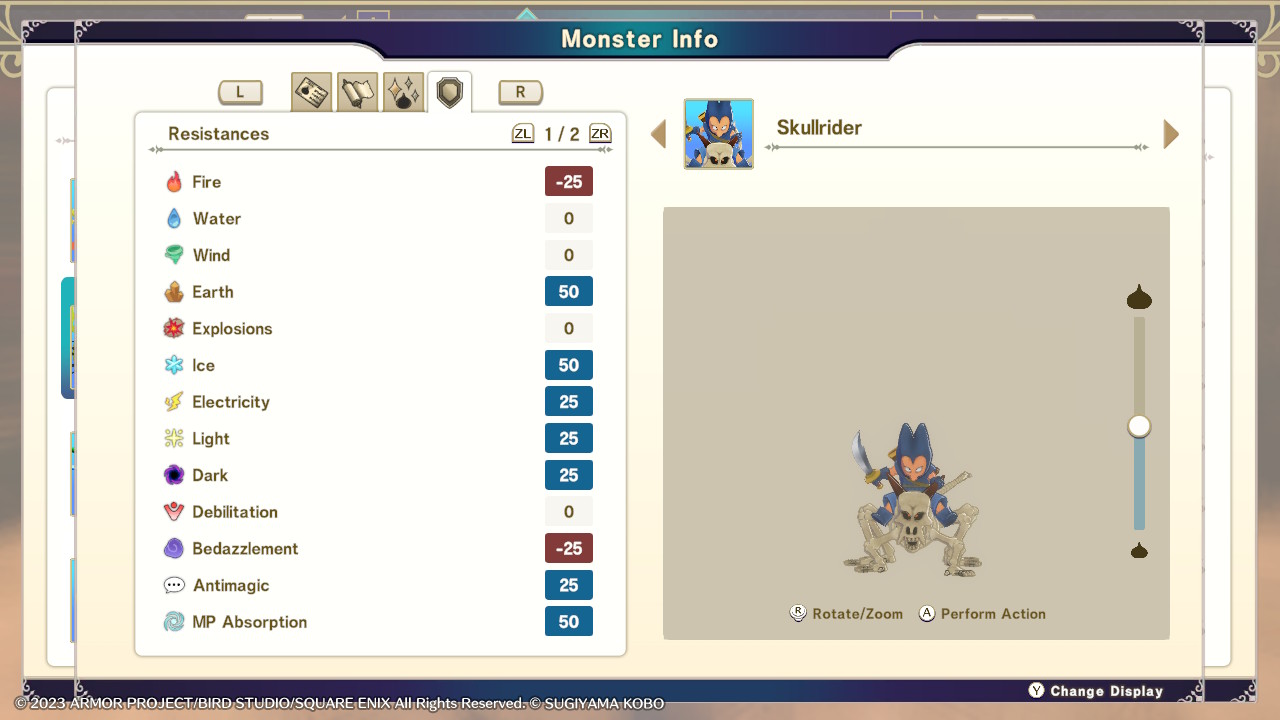 Monster Info
L
R
Resistances
ZL 1 / 2 ZR
Skullrider
Fire -25
Water 0
Wind 0
Earth 50
Explosions 0
Ice 50
Electricity 25
Light 25
Dark 25
Debilitation 0
Bedazzlement -25
Antimagic 25
MP Absorption 50
R Rotate/Zoom A Perform Action
Y Change Display
© 2023 ARMOR PROJECT/BIRD STUDIO/SQUARE ENIX All Rights Reserved. © SUGIYAMA KOBO